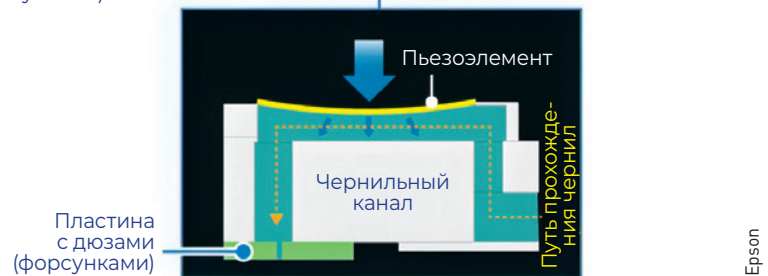 Пьезоэлемент
Чернильный
канал
Путь прохожде-
ния чернил
Пластина
с дюзами
(форсунками)
Epson